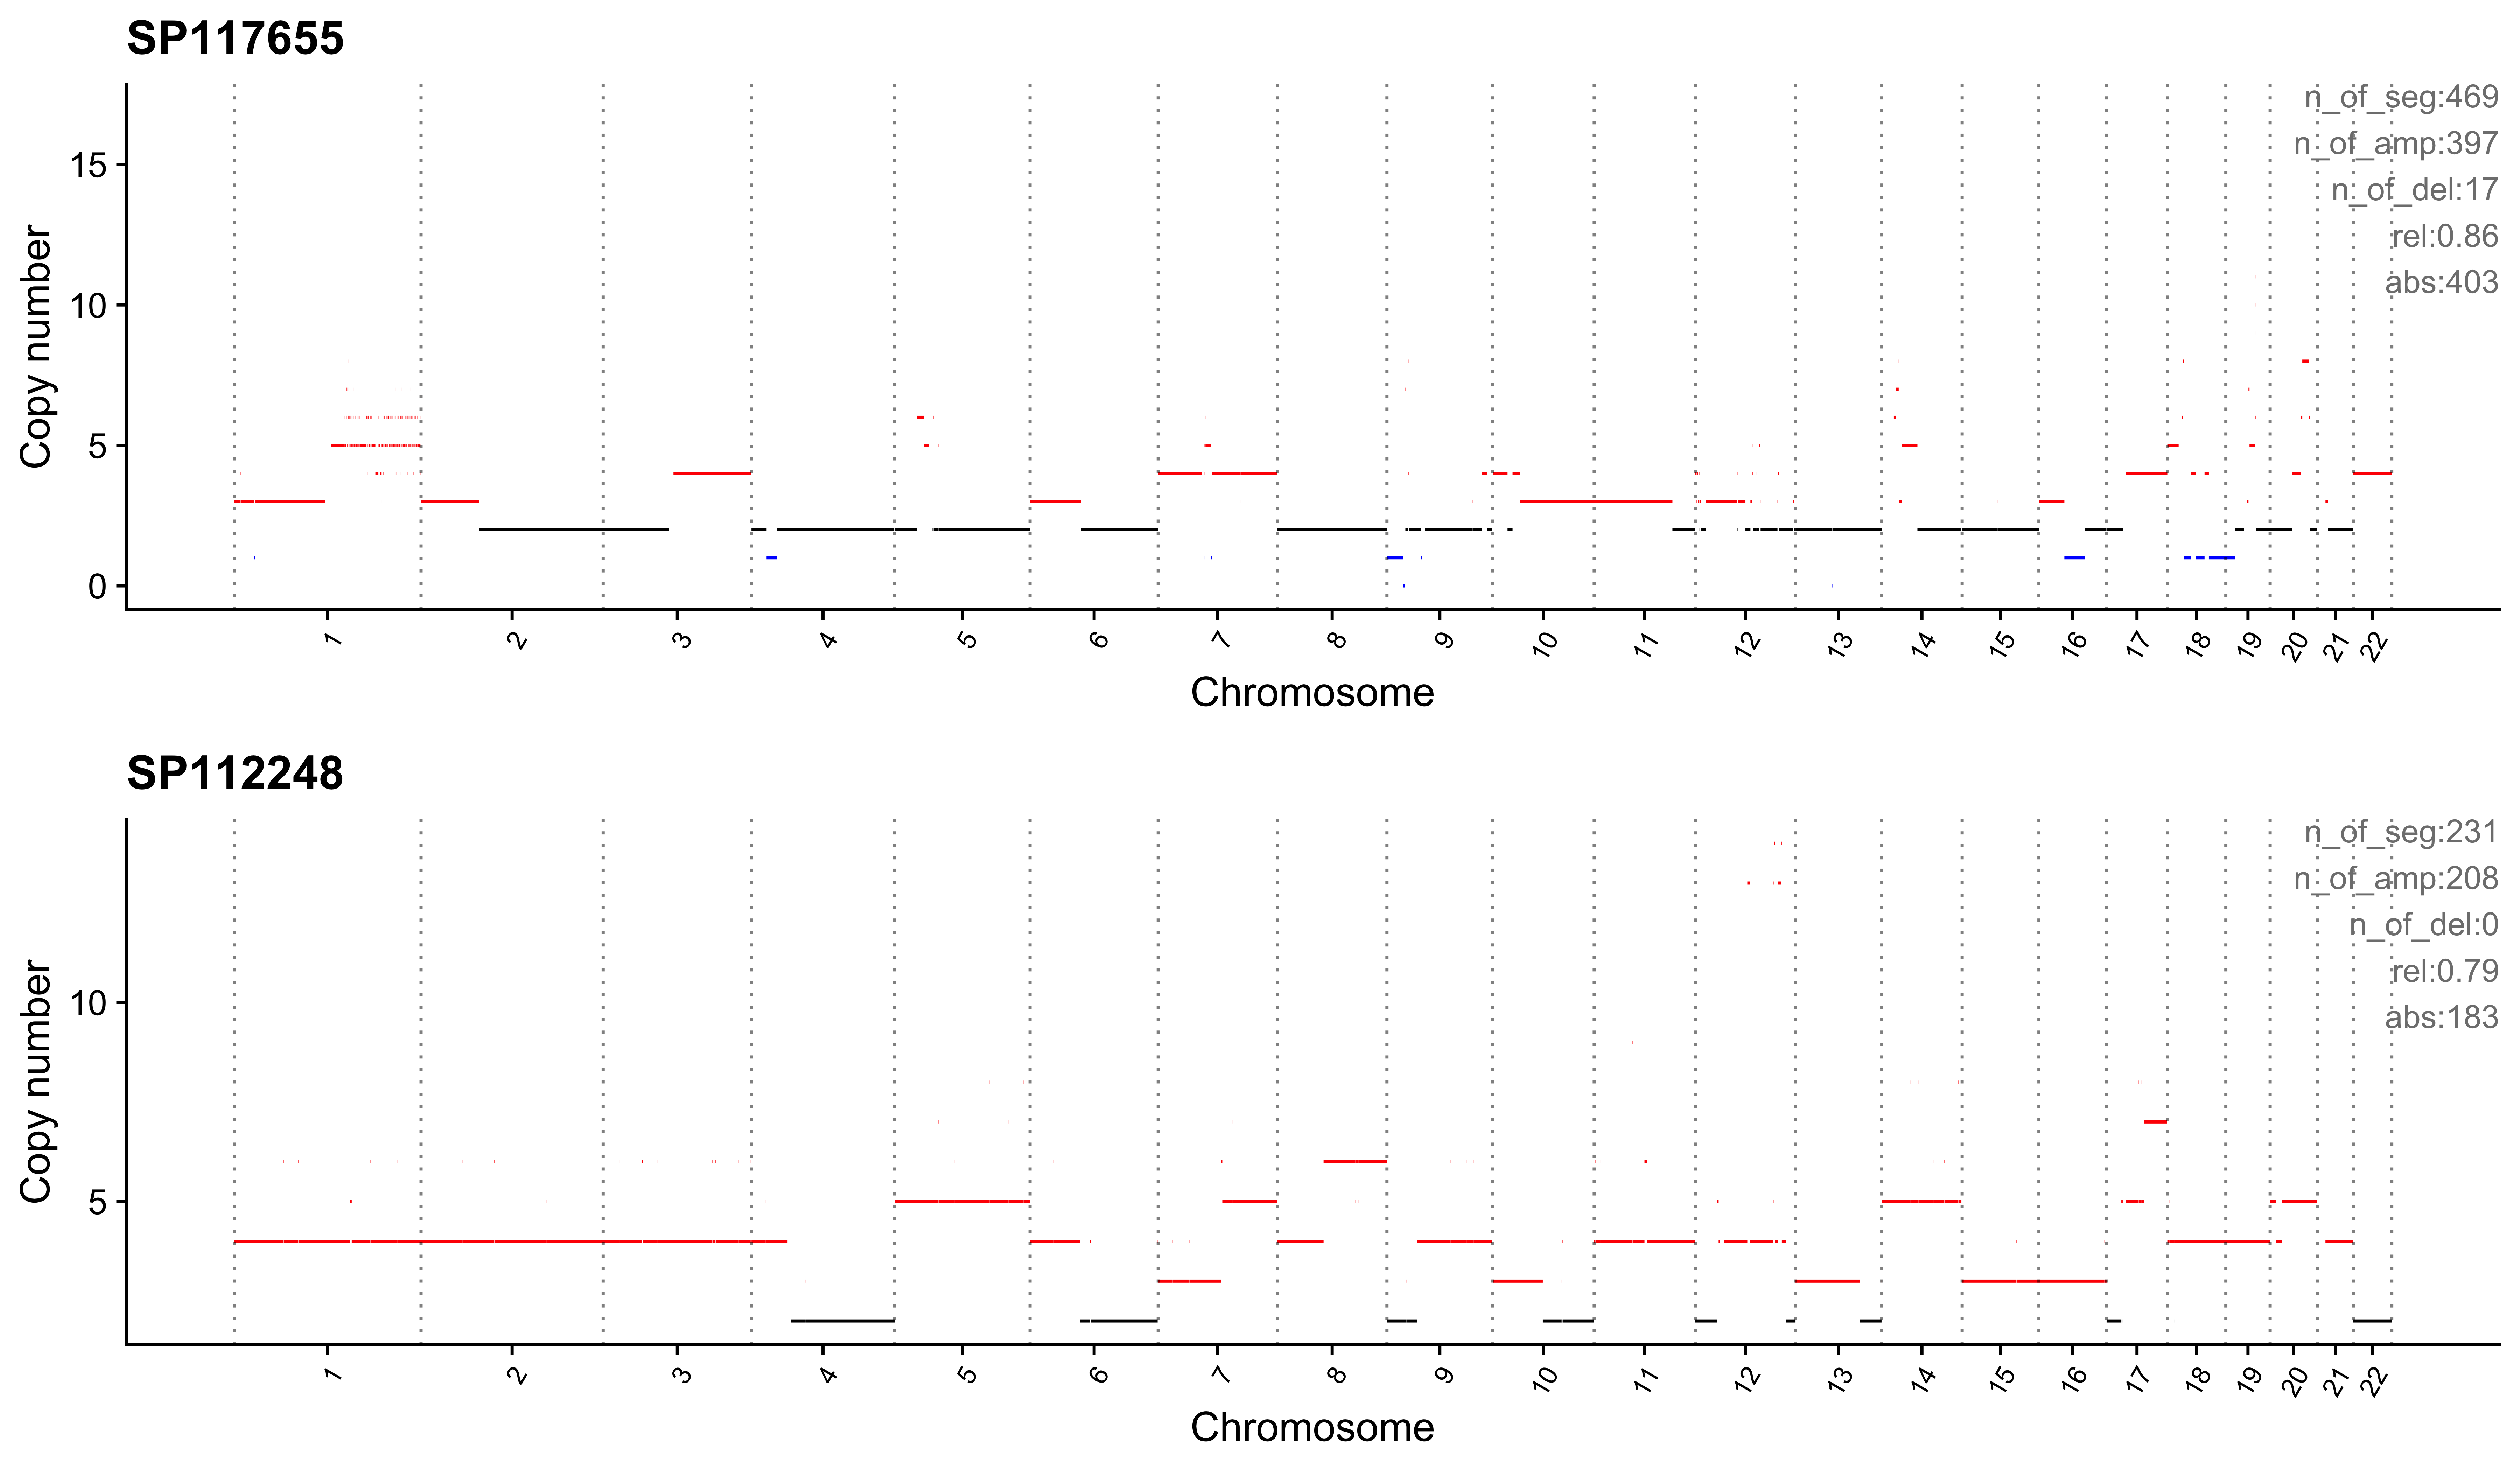 SP117655
n_of_seg:469
n_of_amp:397
n_of_del:17
rel:0.86
abs:403
Copy number
15
10
5
0
1 2 3 4 5 6 7 8 9 10 11 12 13 14 15 16 17 18 19 20 21 22
Chromosome
SP112248
n_of_seg:231
n_of_amp:208
n_of_del:0
rel:0.79
abs:183
Copy number
10
5
1 2 3 4 5 6 7 8 9 10 11 12 13 14 15 16 17 18 19 20 21 22
Chromosome